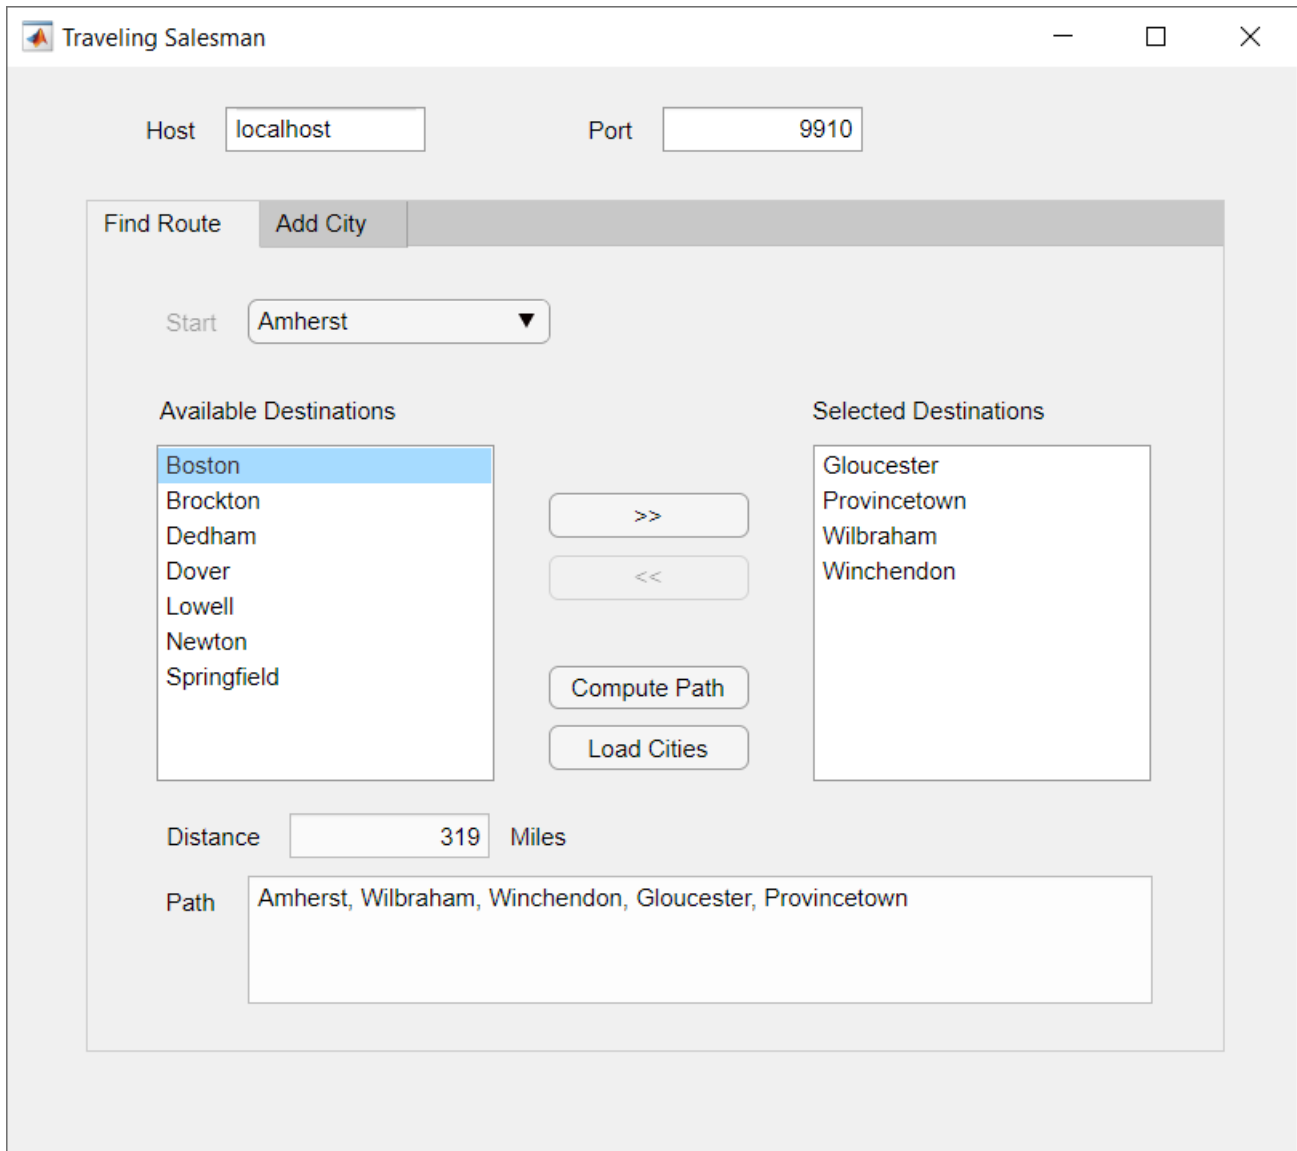 Traveling Salesman
Host localhost Port 9910
Find Route Add City
Start Amherst
Available Destinations Selected Destinations
Boston Gloucester
Brockton Provincetown
Dedham Wilbraham
Dover Winchendon
Lowell
Newton
Springfield
>>
<<
Compute Path
Load Cities
Distance 319 Miles
Path Amherst, Wilbraham, Winchendon, Gloucester, Provincetown